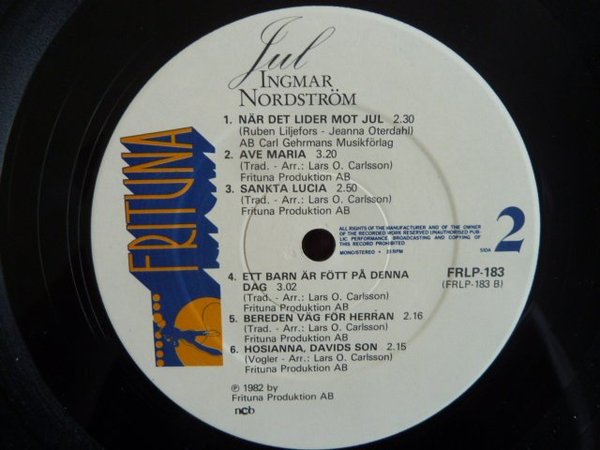 Jul
INGMAR
NORDSTRÖM
1. NÄR DET LIDER MOT JUL 2.30
(Ruben Liljefors - Jeanna Oterdahl)
AB Carl Gehrmans Musikförlag
2. AVE MARIA 3.20
(Trad. - Arr.: Lars O. Carlsson)
Frituna Produktion AB
3. SANKTA LUCIA 2.50
(Trad. - Arr.: Lars O. Carlsson)
Frituna Produktion AB
FRITUNA
ALL RIGHTS OF THE MANUFACTURER AND OF THE OWNER
OF THE RECORDED WORK RESERVED UNAUTHORISED PUB-
LIC PERFORMANCE, BROADCASTING AND COPYING OF
THIS RECORD PROHIBITED
MONO/STEREO • 33 RPM
SIDA 2
4. ETT BARN ÄR FÖTT PÅ DENNA
DAG 3.02
(Trad. - Arr.: Lars O. Carlsson)
Frituna Produktion AB
FRLP-183
(FRLP-183 B)
5. BEREDEN VÄG FÖR HERRAN 2.16
(Trad. - Arr.: Lars O. Carlsson)
Frituna Produktion AB
6. HOSIANNA, DAVIDS SON 2.15
(Vogler - Arr.: Lars O. Carlsson)
Frituna Produktion AB
℗ 1982 by
Frituna Produktion AB
ncb